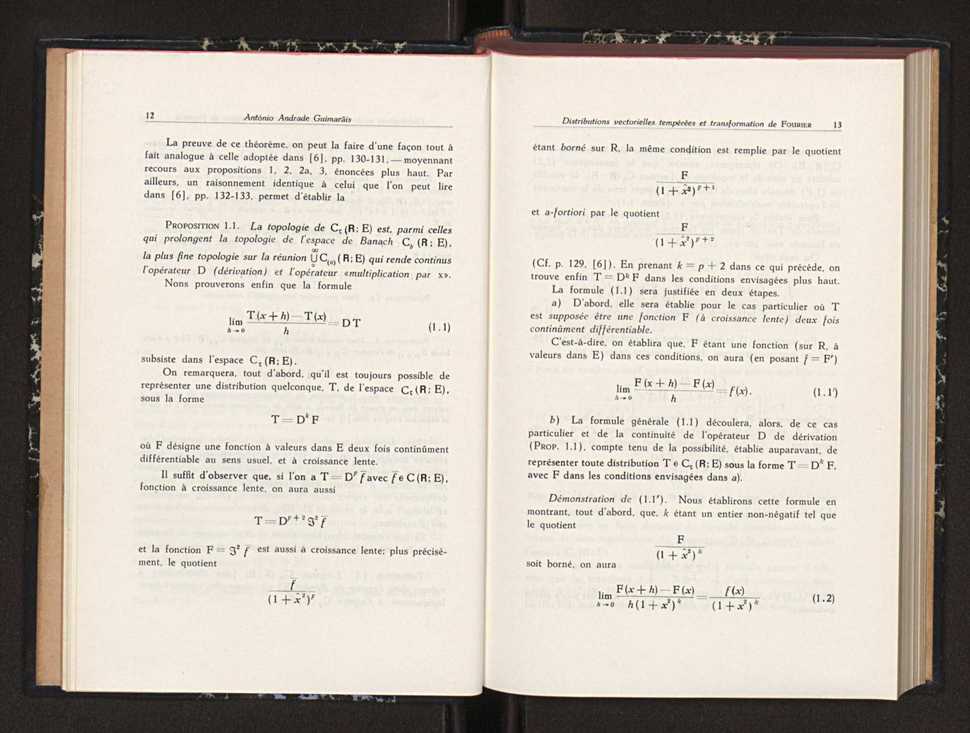 12 António Andrade Guimarãis
La preuve de ce théorème, on peut la faire d'une façon tout à
fait analogue à celle adoptée dans [6], pp. 130-131, — moyennant
recours aux propositions 1, 2, 2a, 3, énoncées plus haut. Par
ailleurs, un raisonnement identique à celui que l'on peut lire
dans [6], pp. 132-133, permet d'établir la
PROPOSITION 1.1. La topologie de Cτ (R; E) est, parmi celles
qui prolongent la topologie de l'espace de Banach C₀ (R; E),
la plus fine topologie sur la réunion ⋃₀^∞ C(n) (R; E) qui rende continus
l'opérateur D (dérivation) et l'opérateur «multiplication par x».
Nous prouverons enfin que la formule
lim h→0 (T (x + h) — T (x)) / h = D T (1.1)
subsiste dans l'espace Cτ (R; E).
On remarquera, tout d'abord, qu'il est toujours possible de
représenter une distribution quelconque, T, de l'espace Cτ (R; E),
sous la forme
T = Dᵏ F
où F désigne une fonction à valeurs dans E deux fois continûment
différentiable au sens usuel, et à croissance lente.
Il suffit d'observer que, si l'on a T = Dᵖ f̄ avec f̄ ∈ C (R; E),
fonction à croissance lente, on aura aussi
T = Dᵖ⁺² ℑ² f̄
et la fonction F = ℑ² f̄ est aussi à croissance lente; plus précisé-
ment, le quotient
f̄ / (1 + x̂²)ᵖ
Distributions vectorielles tempérées et transformation de FOURIER 13
étant borné sur R, la même condition est remplie par le quotient
F / (1 + x̂²)ᵖ⁺¹
et a-fortiori par le quotient
F / (1 + x̂²)ᵖ⁺²
(Cf. p. 129, [6]). En prenant k = p + 2 dans ce qui précède, on
trouve enfin T = Dᵏ F dans les conditions envisagées plus haut.
La formule (1.1) sera justifiée en deux étapes.
a) D'abord, elle sera établie pour le cas particulier où T
est supposée être une fonction F (à croissance lente) deux fois
continûment différentiable.
C'est-à-dire, on établira que, F étant une fonction (sur R, à
valeurs dans E) dans ces conditions, on aura (en posant f = F')
lim h→0 (F (x + h) — F (x)) / h = f (x). (1.1')
b) La formule générale (1.1) découlera, alors, de ce cas
particulier et de la continuité de l'opérateur D de dérivation
(PROP. 1.1), compte tenu de la possibilité, établie auparavant, de
représenter toute distribution T ∈ Cτ (R; E) sous la forme T = Dᵏ F,
avec F dans les conditions envisagées dans a).
Démonstration de (1.1'). Nous établirons cette formule en
montrant, tout d'abord, que, k étant un entier non-négatif tel que
le quotient
F / (1 + x̂²)ᵏ
soit borné, on aura
lim h→0 (F (x + h) — F (x)) / (h (1 + x²)ᵏ) = f (x) / (1 + x²)ᵏ (1.2)